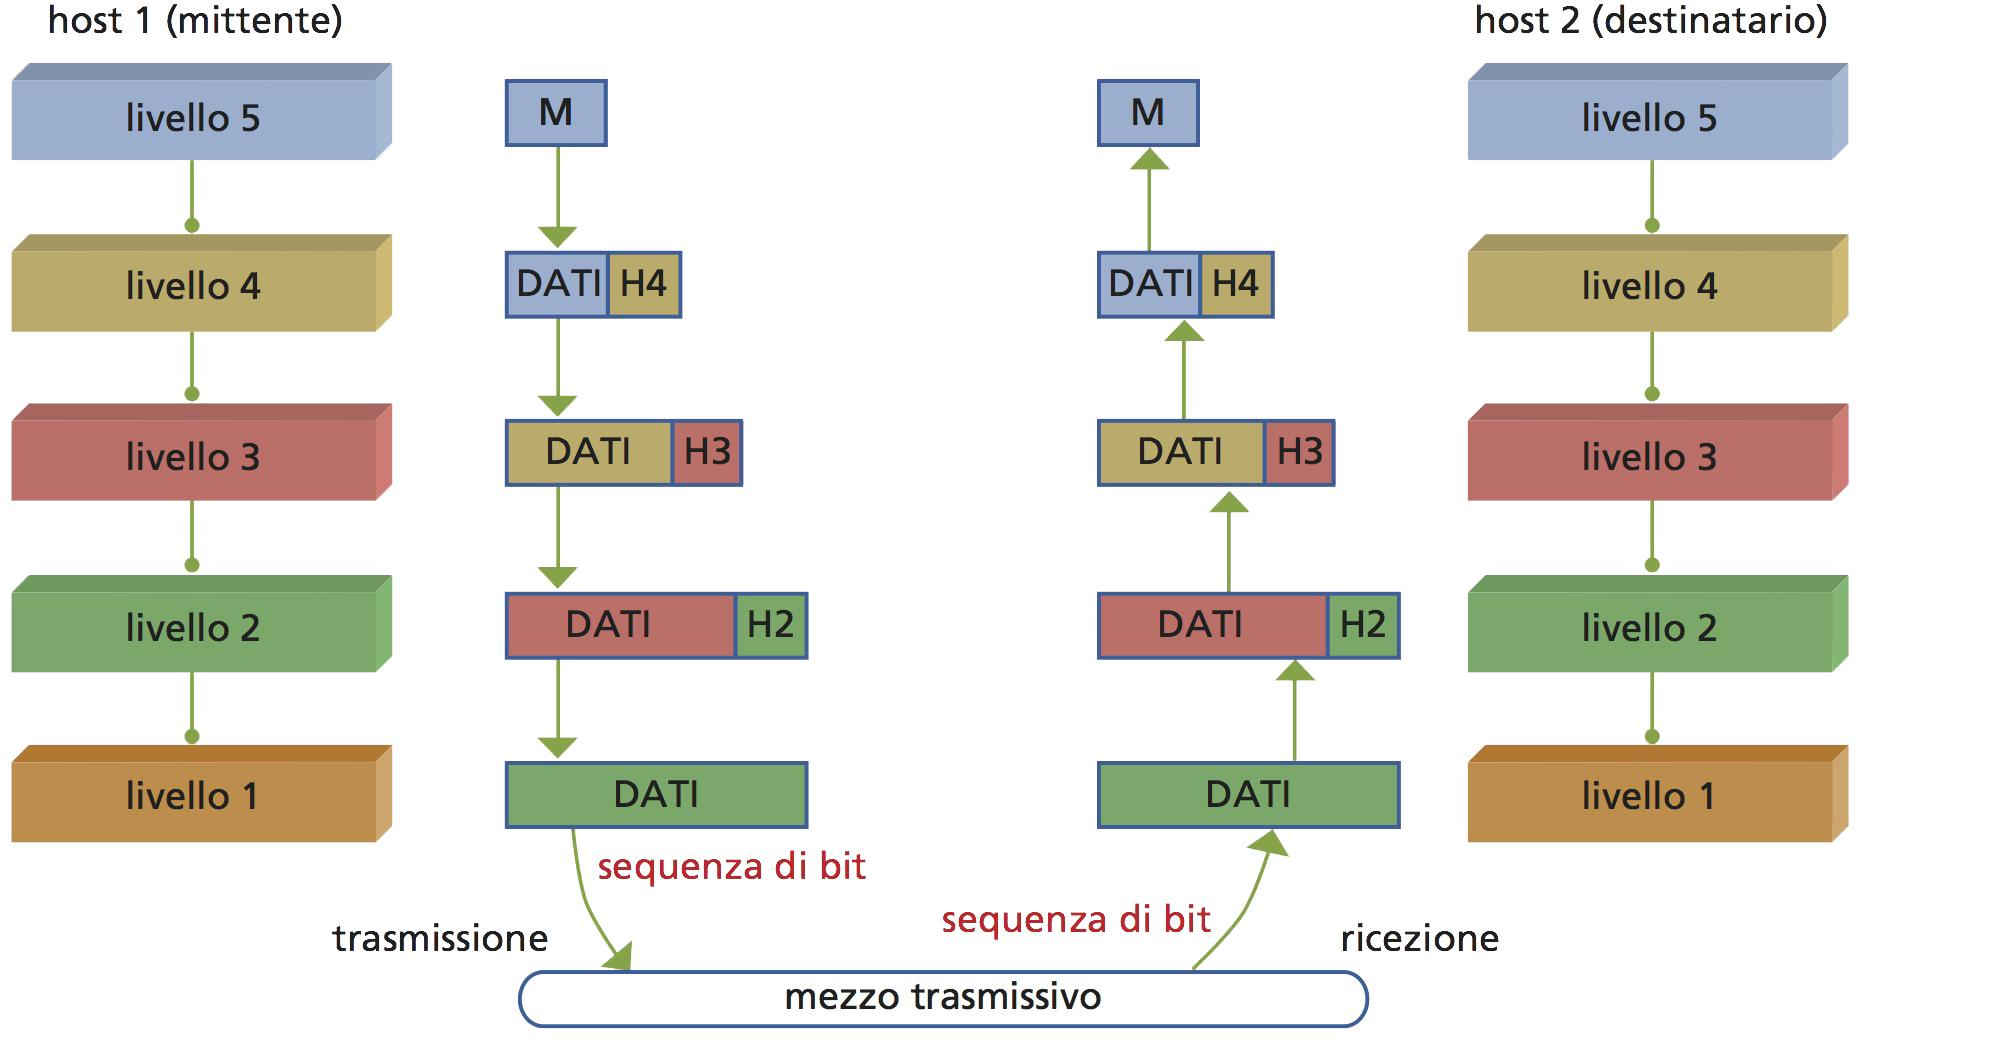 host 1 (mittente)
host 2 (destinatario)
livello 5
M
M
livello 5
livello 4
DATI H4
DATI H4
livello 4
livello 3
DATI H3
DATI H3
livello 3
livello 2
DATI H2
DATI H2
livello 2
livello 1
DATI
DATI
livello 1
sequenza di bit
sequenza di bit
trasmissione
ricezione
mezzo trasmissivo